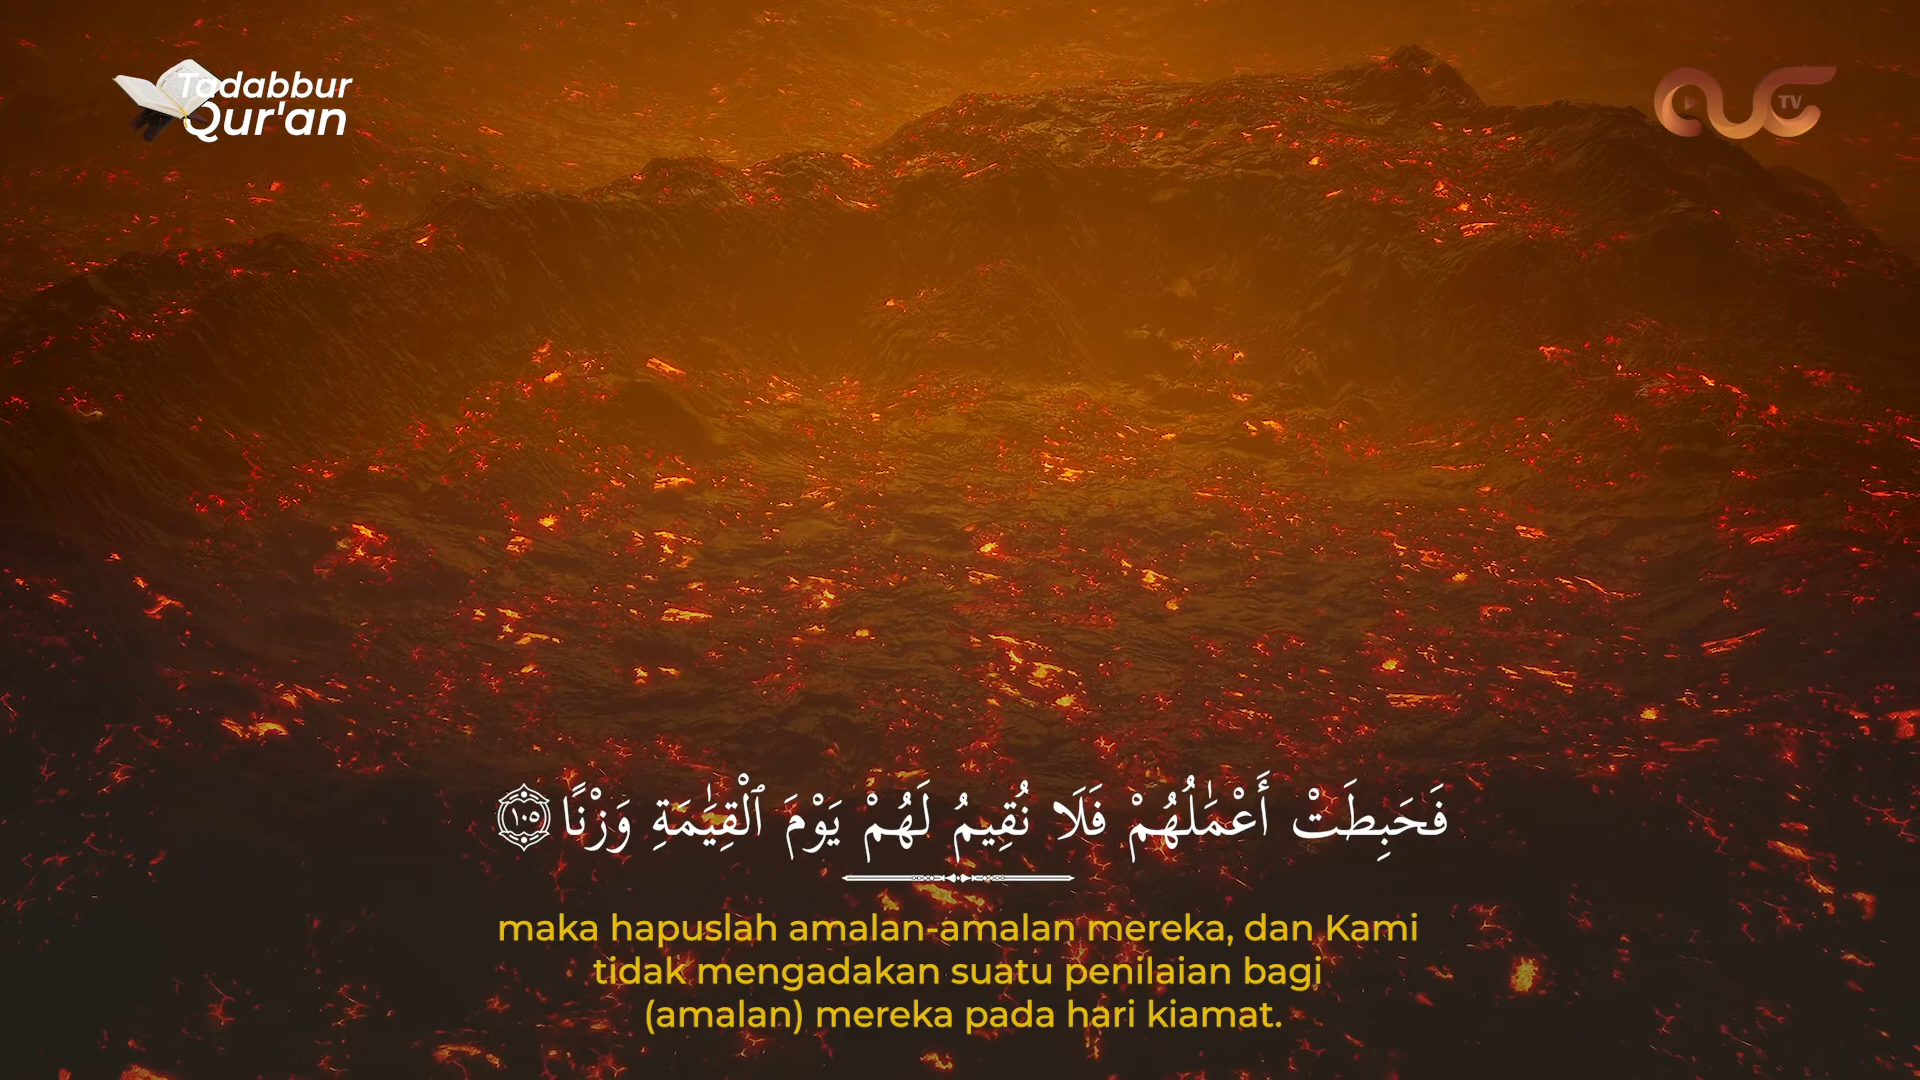 Tadabbur
Qur'an
TV
فَحَبِطَتْ أَعْمَـٰلُهُمْ فَلَا نُقِيمُ لَهُمْ يَوْمَ ٱلْقِيَـٰمَةِ وَزْنًا ١٠٥
maka hapuslah amalan-amalan mereka, dan Kami
tidak mengadakan suatu penilaian bagi
(amalan) mereka pada hari kiamat.